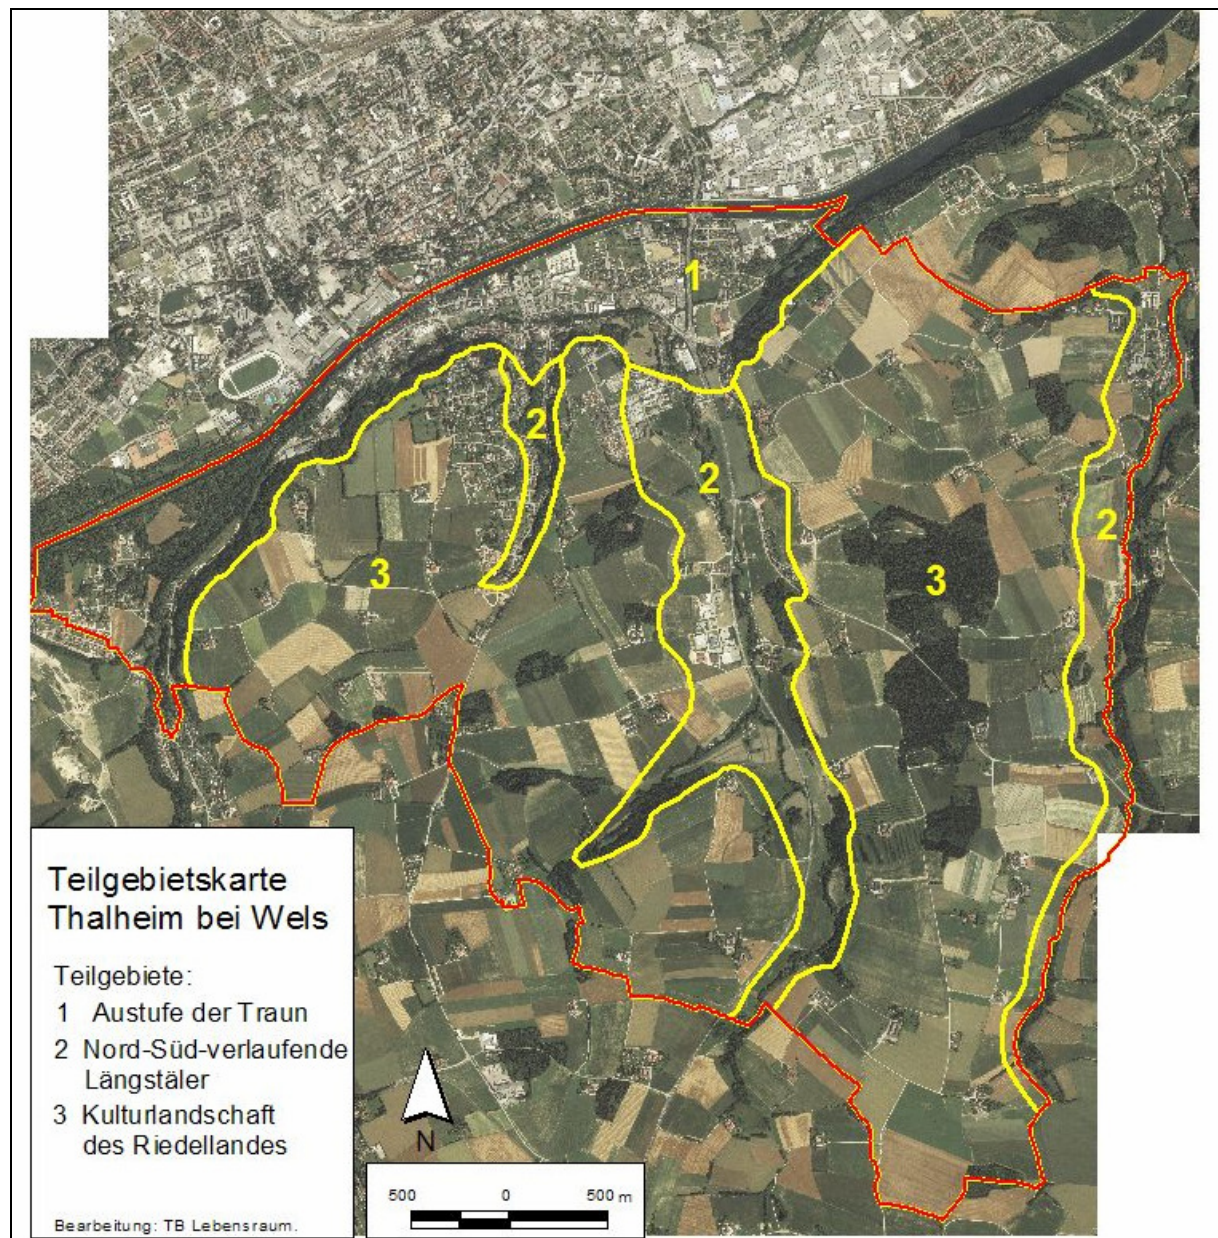 1
2
2
2
3
3
Teilgebietskarte
Thalheim bei Wels
Teilgebiete:
1 Austufe der Traun
2 Nord-Süd-verlaufende
Längstäler
3 Kulturlandschaft
des Riedellandes
Bearbeitung: TB Lebensraum.
N
500 0 500 m